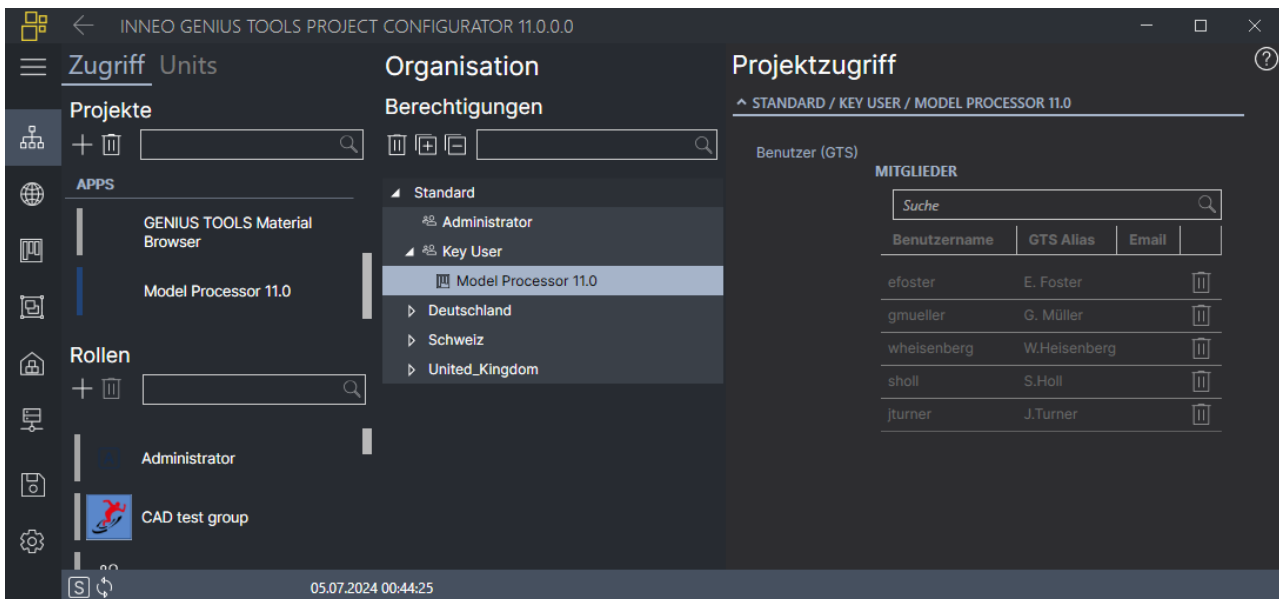 INNEO GENIUS TOOLS PROJECT CONFIGURATOR 11.0.0.0
Zugriff Units
Projekte
APPS
GENIUS TOOLS Material
Browser
Model Processor 11.0
Rollen
Administrator
CAD test group
Organisation
Berechtigungen
Standard
Administrator
Key User
Model Processor 11.0
Deutschland
Schweiz
United_Kingdom
Projektzugriff
STANDARD / KEY USER / MODEL PROCESSOR 11.0
Benutzer (GTS)
MITGLIEDER
Suche
Benutzername GTS Alias Email
efoster E. Foster
gmueller G. Müller
wheisenberg W.Heisenberg
sholl S.Holl
jturner J.Turner
S 05.07.2024 00:44:25